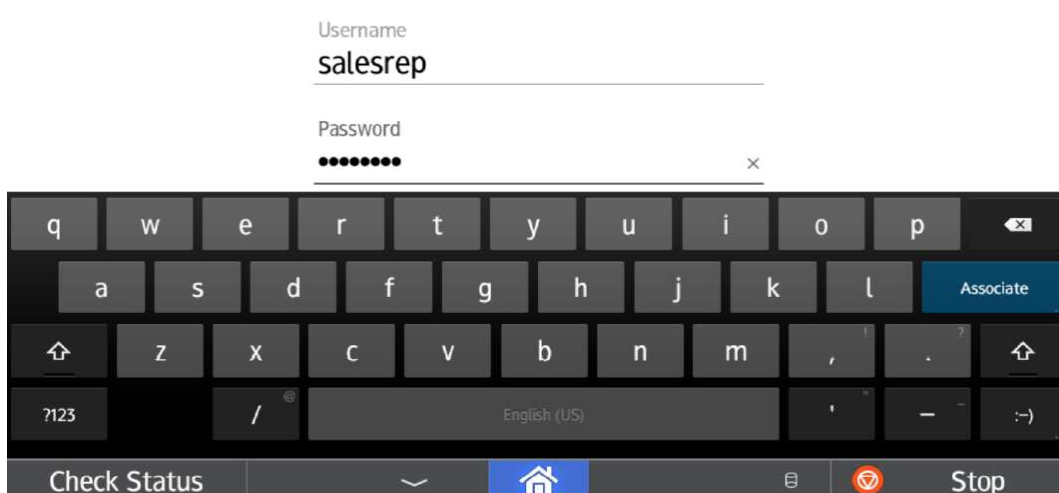 Username
salesrep
Password
••••••••
q w e r t y u i o p
a s d f g h j k l Associate
z x c v b n m , ! . ?
?123 / @ English (US) ' " – _ :-)
Check Status Stop